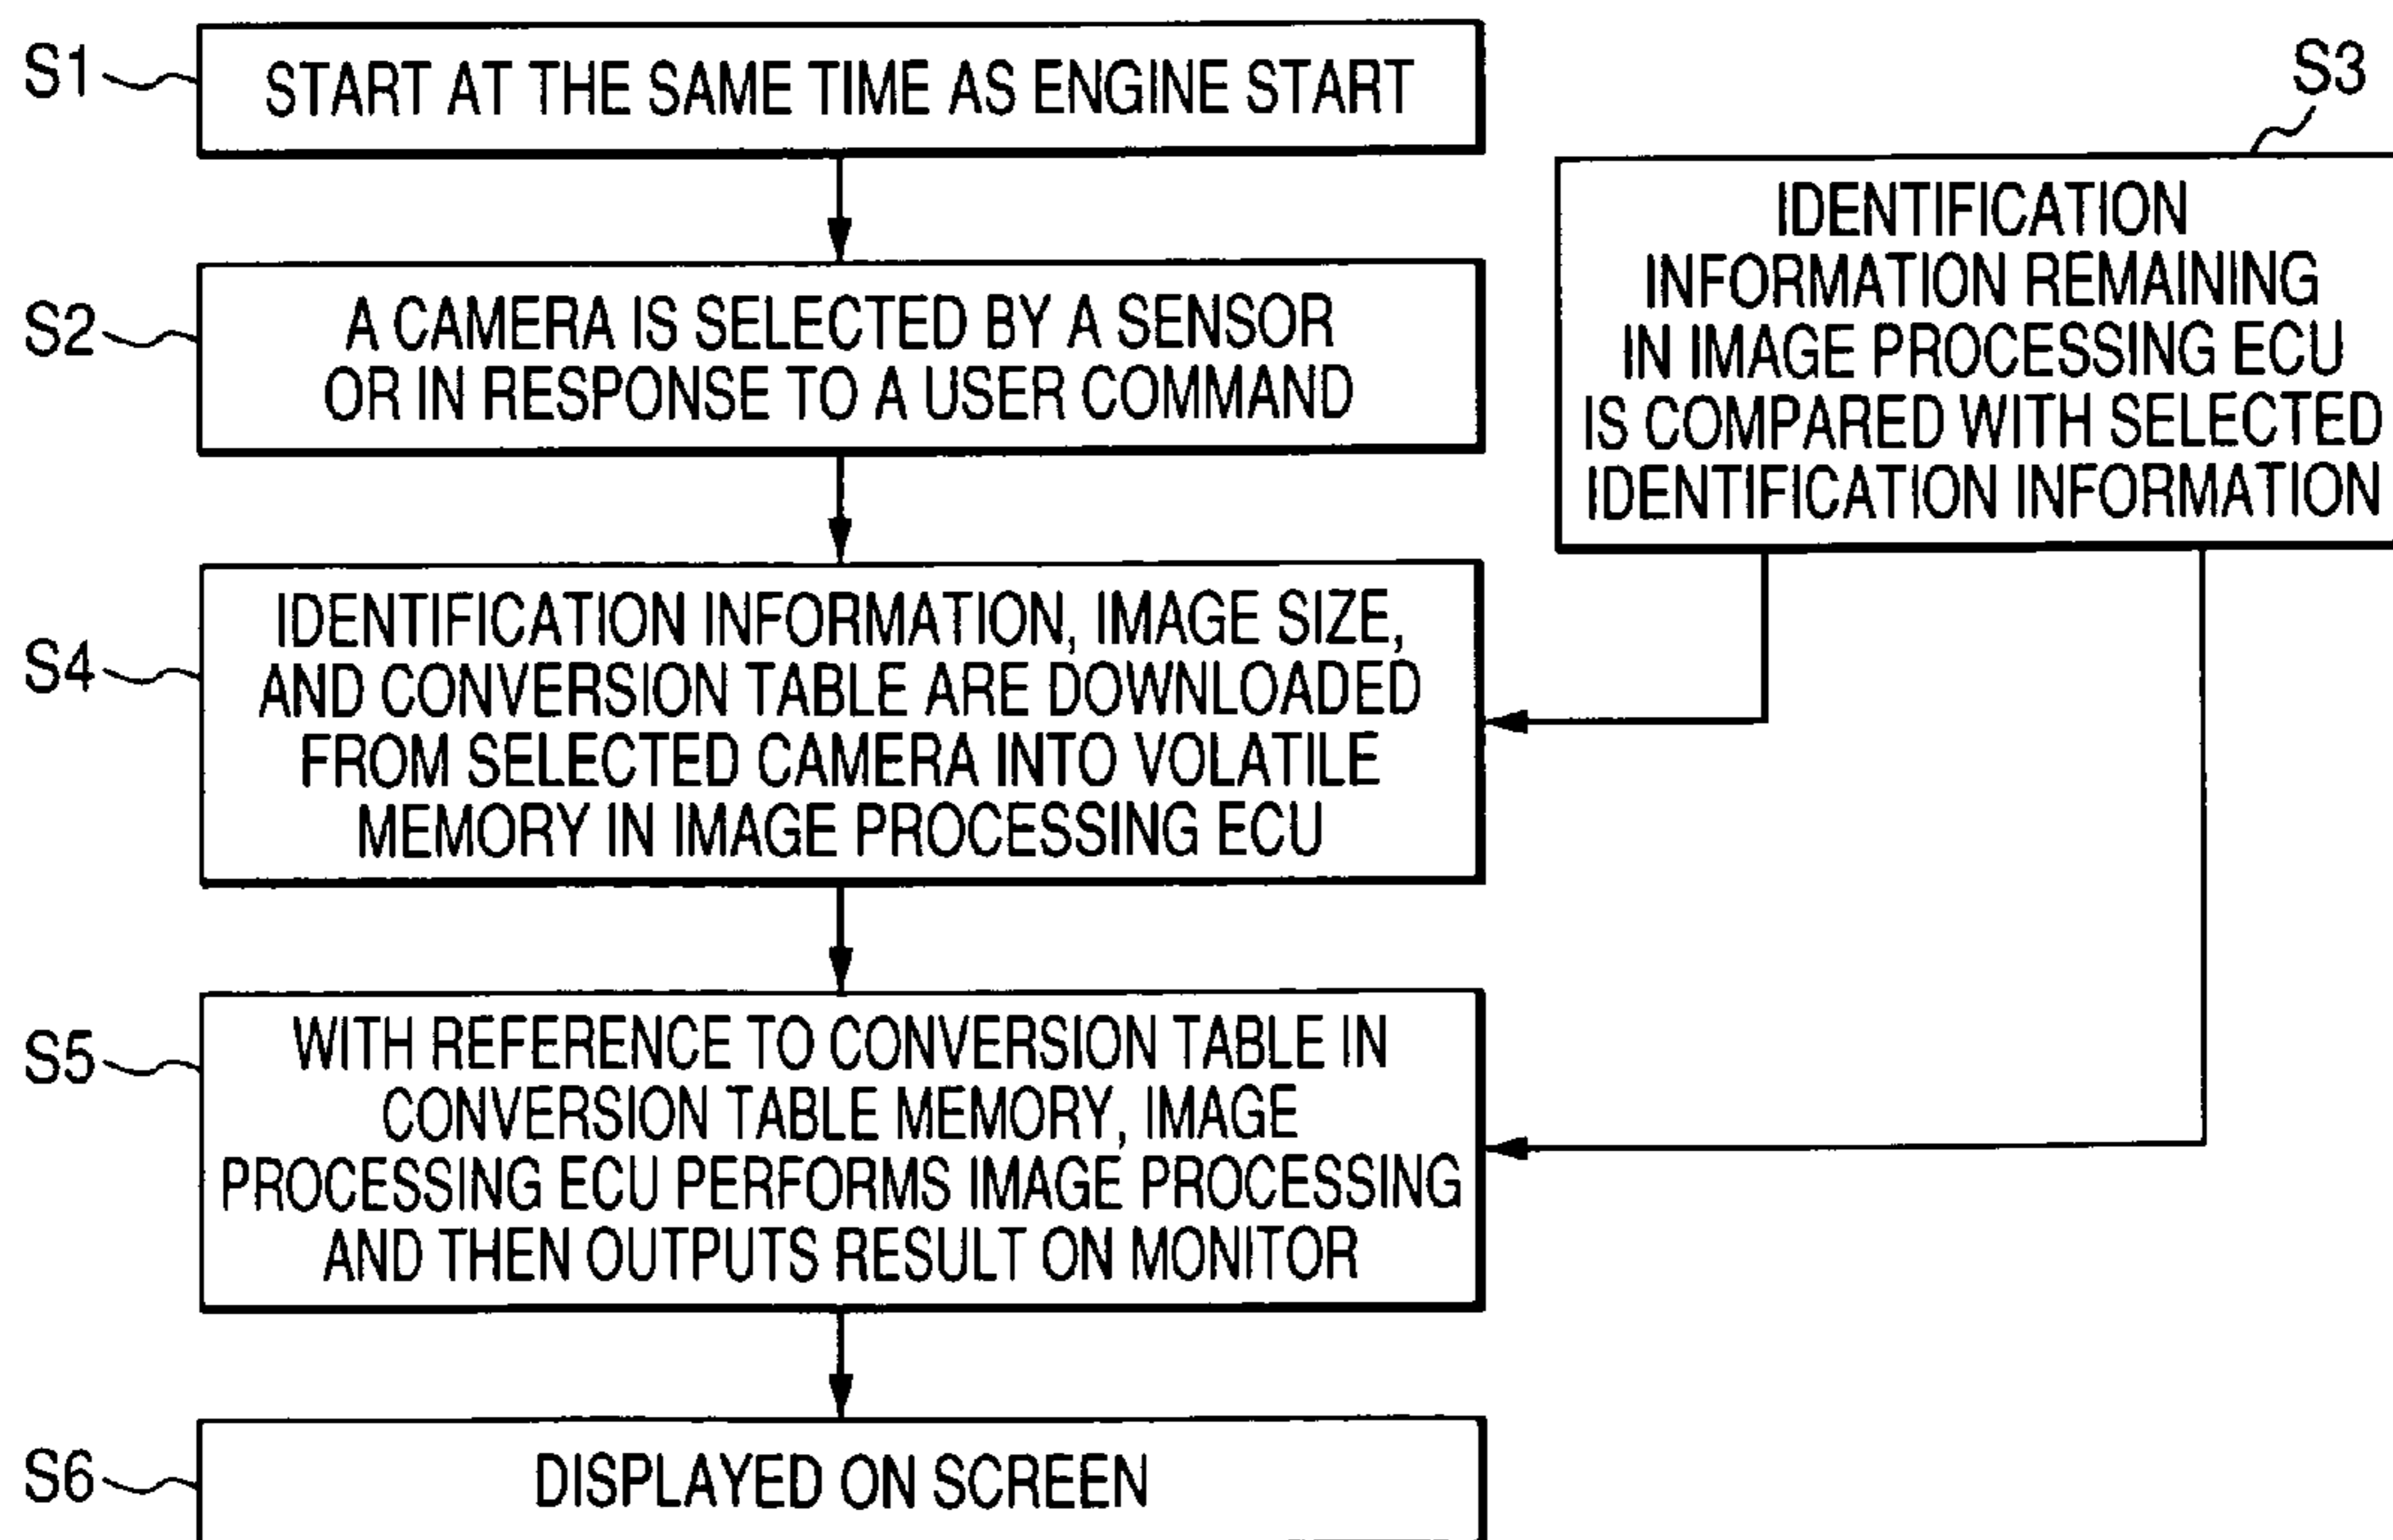 S1
START AT THE SAME TIME AS ENGINE START
S2
A CAMERA IS SELECTED BY A SENSOR
OR IN RESPONSE TO A USER COMMAND
S3
IDENTIFICATION
INFORMATION REMAINING
IN IMAGE PROCESSING ECU
IS COMPARED WITH SELECTED
IDENTIFICATION INFORMATION
S4
IDENTIFICATION INFORMATION, IMAGE SIZE,
AND CONVERSION TABLE ARE DOWNLOADED
FROM SELECTED CAMERA INTO VOLATILE
MEMORY IN IMAGE PROCESSING ECU
S5
WITH REFERENCE TO CONVERSION TABLE IN
CONVERSION TABLE MEMORY, IMAGE
PROCESSING ECU PERFORMS IMAGE PROCESSING
AND THEN OUTPUTS RESULT ON MONITOR
S6
DISPLAYED ON SCREEN